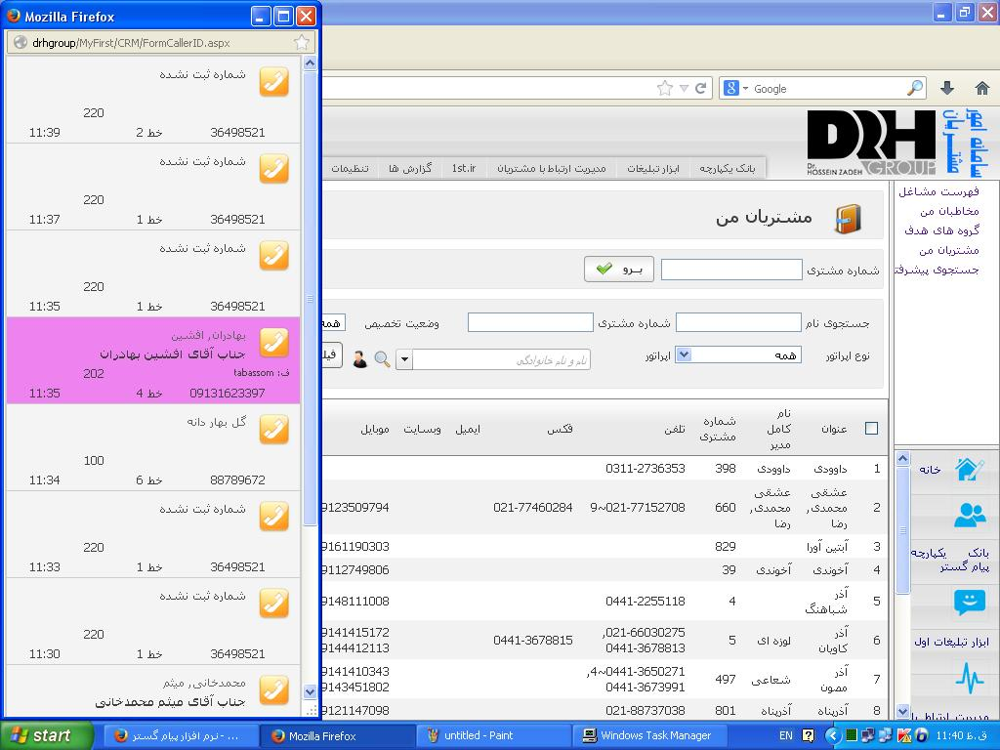 Mozilla Firefox
drhgroup/MyFirst/CRM/FormCallerID.aspx
شماره ثبت نشده
220
36498521 خط 2 11:39
شماره ثبت نشده
220
36498521 خط 1 11:37
شماره ثبت نشده
220
36498521 خط 1 11:35
بهادران, افشین
جناب آقای افشین بهادران
ف: tabassom 202
09131623397 خط 4 11:35
گل بهار دانه
100
88789672 خط 6 11:34
شماره ثبت نشده
220
36498521 خط 1 11:33
شماره ثبت نشده
220
36498521 خط 1 11:30
محمدخانی, میثم
جناب آقای میثم محمدخانی
Google
DRH
Dr. HOSSEIN ZADEH GROUP
سامانه امور مشتریان
بانک یکپارچه
ابزار تبلیغات
مدیریت ارتباط با مشتریان
1st.ir
گزارش ها
تنظیمات
فهرست مشاغل
مخاطبان من
گروه های هدف
مشتریان من
جستجوی پیشرفته
مشتریان من
شماره مشتری
برو
جستجوی نام
شماره مشتری
وضعیت تخصیص
همه
نوع اپراتور
همه
اپراتور
نام و نام خانوادگی
عنوان
نام کامل مدیر
شماره مشتری
تلفن
فکس
ایمیل
وبسایت
موبایل
1 داوودی داوودی 398 0311-2736353
2 عشقی محمدی, رضا عشقی محمدی, رضا 660 021-77152708~9 021-77460284 9123509794
3 آبتین آورا 829 9161190303
4 آخوندی آخوندی 39 9112749806
5 آذر شباهنگ 4 0441-2255118 9148111008
6 آذر کاویان لوزه ای 5 021-66030275, 0441-3678813 0441-3678815 9141415172 9144412113
7 آذر مصون شعاعی 497 0441-3650271~4, 0441-3673991 9141410343 9143451802
8 آذرپناه آذرپناه 801 021-88737038 9121147098
خانه
بانک یکپارچه پیام گستر
ابزار تبلیغات اول
مدیریت ارتباط با
start
نرم افزار پیام گستر - ...
Mozilla Firefox
untitled - Paint
Windows Task Manager
EN
11:40 ق.ظ